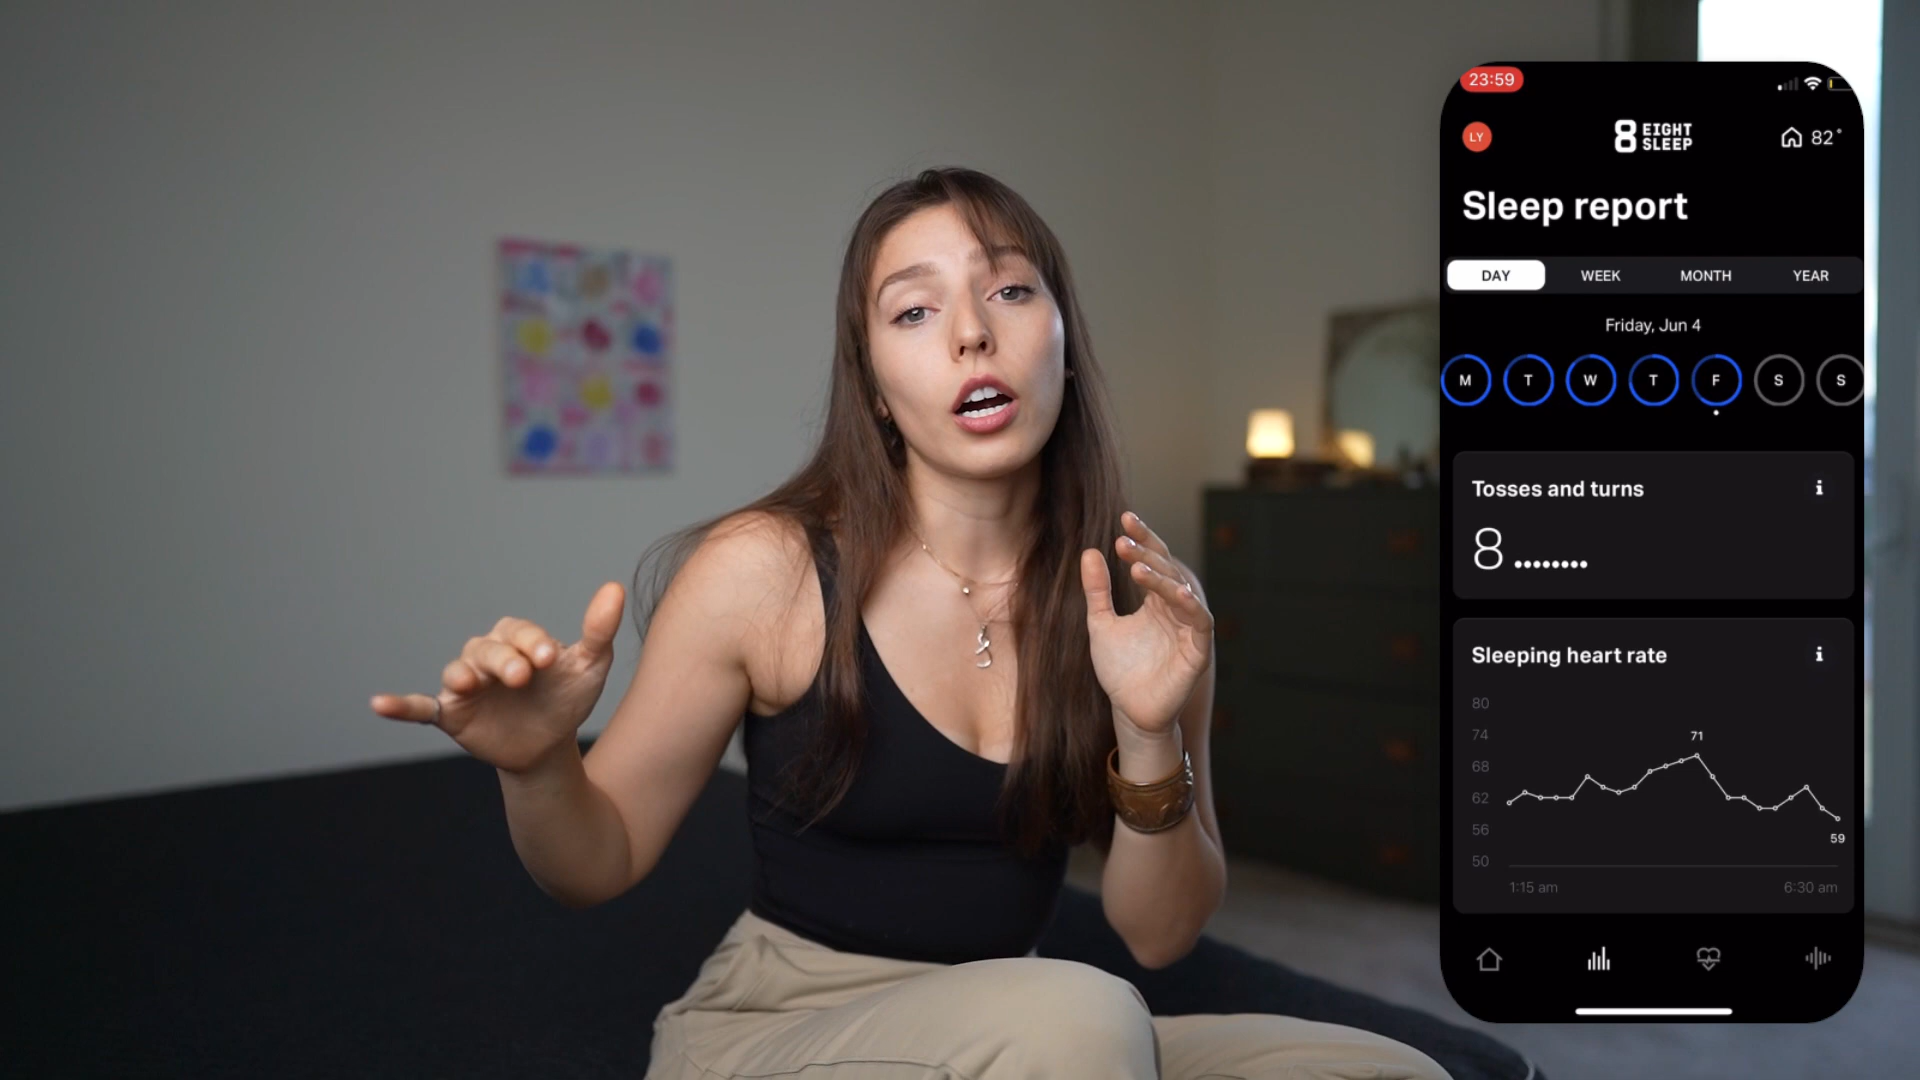 23:59
LY
EIGHT
SLEEP
82°
Sleep report
DAY WEEK MONTH YEAR
Friday, Jun 4
M T W T F S S
Tosses and turns
8
Sleeping heart rate
80
74
68
62
56
50
71
59
1:15 am 6:30 am